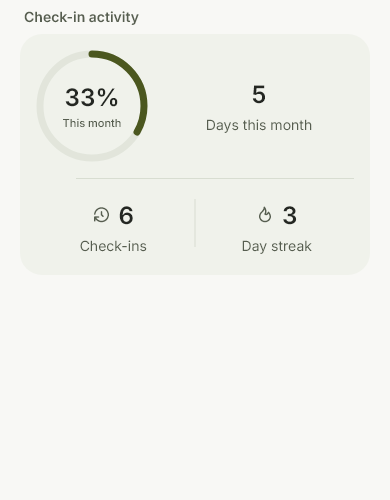 Check-in activity
33%
This month
5
Days this month
6
Check-ins
3
Day streak